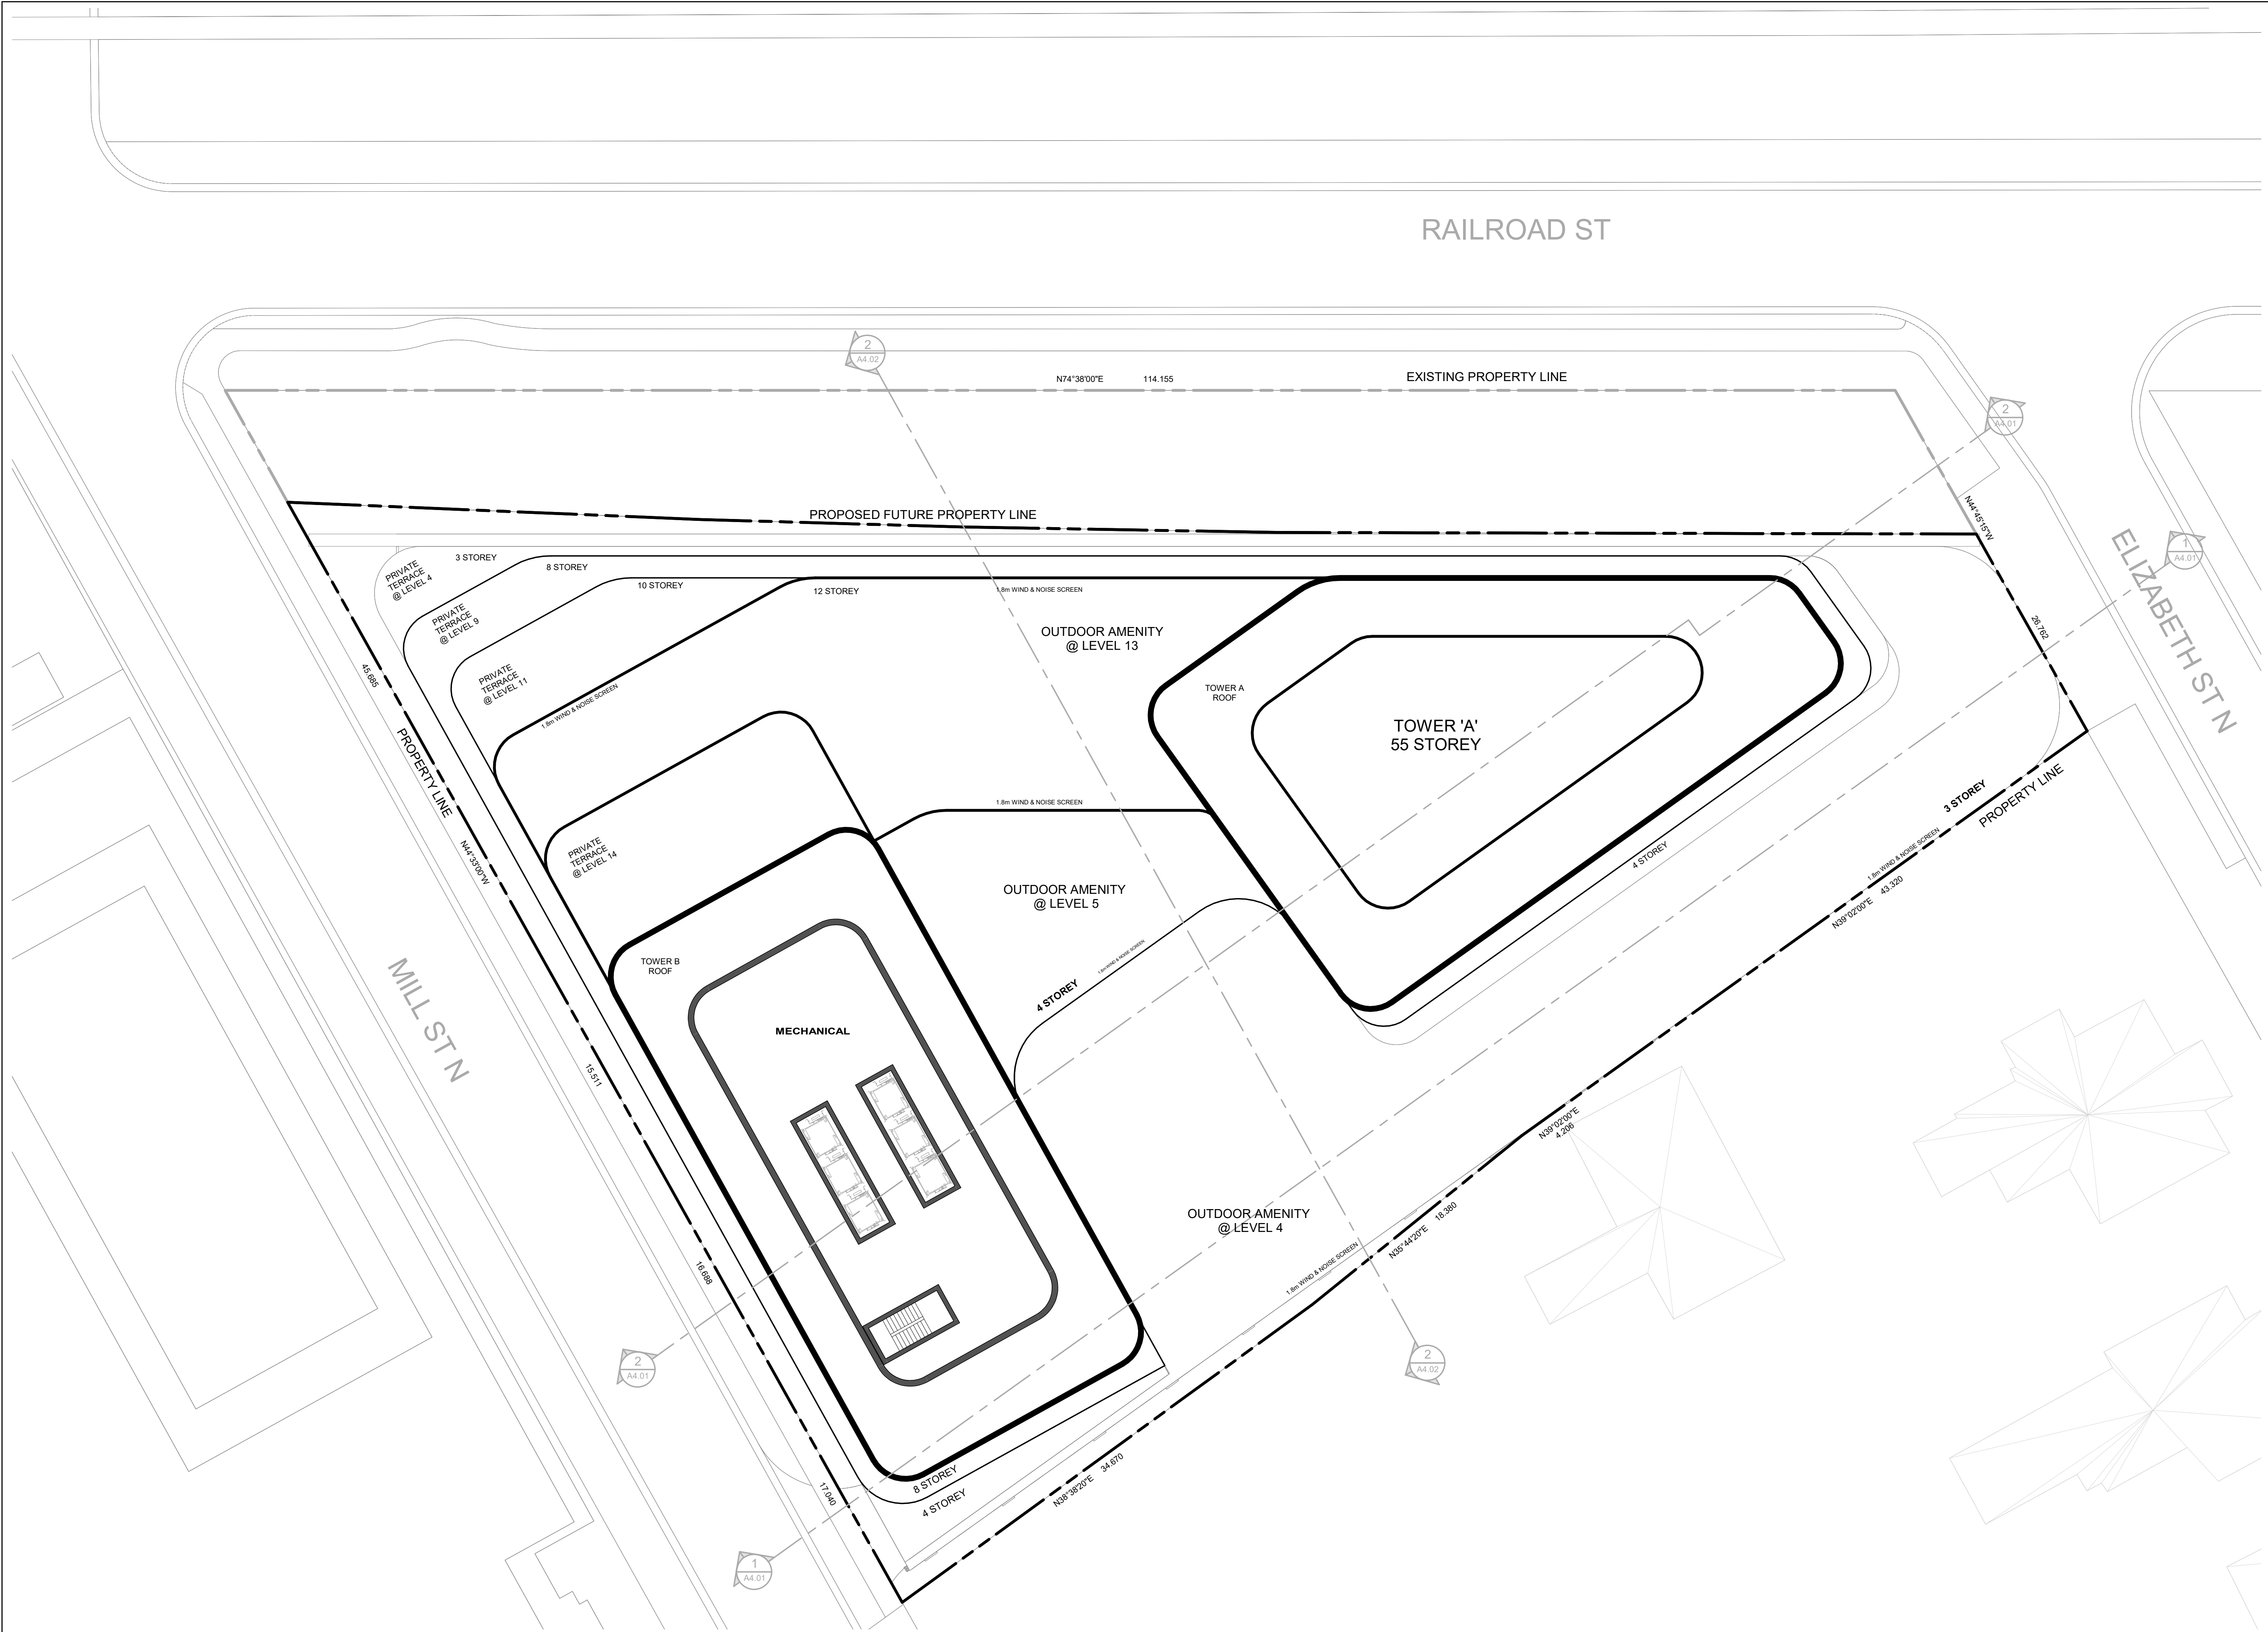 RAILROAD ST
2
A4.02
N74°38'00"E 114.155
EXISTING PROPERTY LINE
2
A4.01
N44°45'15"W
PROPOSED FUTURE PROPERTY LINE
ELIZABETH ST N
1
A4.01
3 STOREY
8 STOREY
10 STOREY
12 STOREY
1.8m WIND & NOISE SCREEN
PRIVATE
TERRACE
@ LEVEL 4
PRIVATE
TERRACE
@ LEVEL 9
PRIVATE
TERRACE
@ LEVEL 11
1.8m WIND & NOISE SCREEN
OUTDOOR AMENITY
@ LEVEL 13
26.762
45.685
TOWER A
ROOF
TOWER 'A'
55 STOREY
PROPERTY LINE
3 STOREY
PROPERTY LINE
1.8m WIND & NOISE SCREEN
1.8m WIND & NOISE SCREEN
4 STOREY
N44°33'00"W
PRIVATE
TERRACE
@ LEVEL 14
OUTDOOR AMENITY
@ LEVEL 5
N39°02'00"E 43.320
TOWER B
ROOF
4 STOREY
1.8m WIND & NOISE SCREEN
MILL ST N
MECHANICAL
15.511
N39°02'00"E
4.206
OUTDOOR AMENITY
@ LEVEL 4
N35°44'20"E 18.380
1.8m WIND & NOISE SCREEN
16.688
2
A4.01
2
A4.02
8 STOREY
4 STOREY
17.040
N38°38'20"E 34.670
1
A4.01